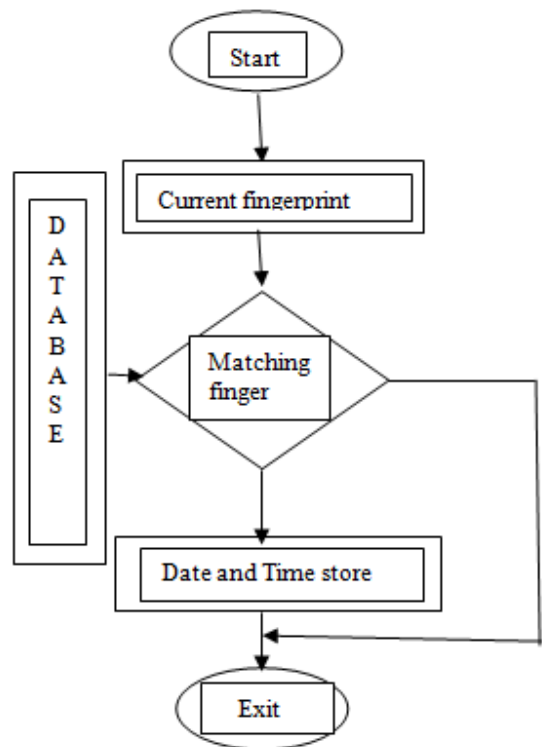 Start
Current fingerprint
D
A
T
A
B
A
S
E
Matching
finger
Date and Time store
Exit